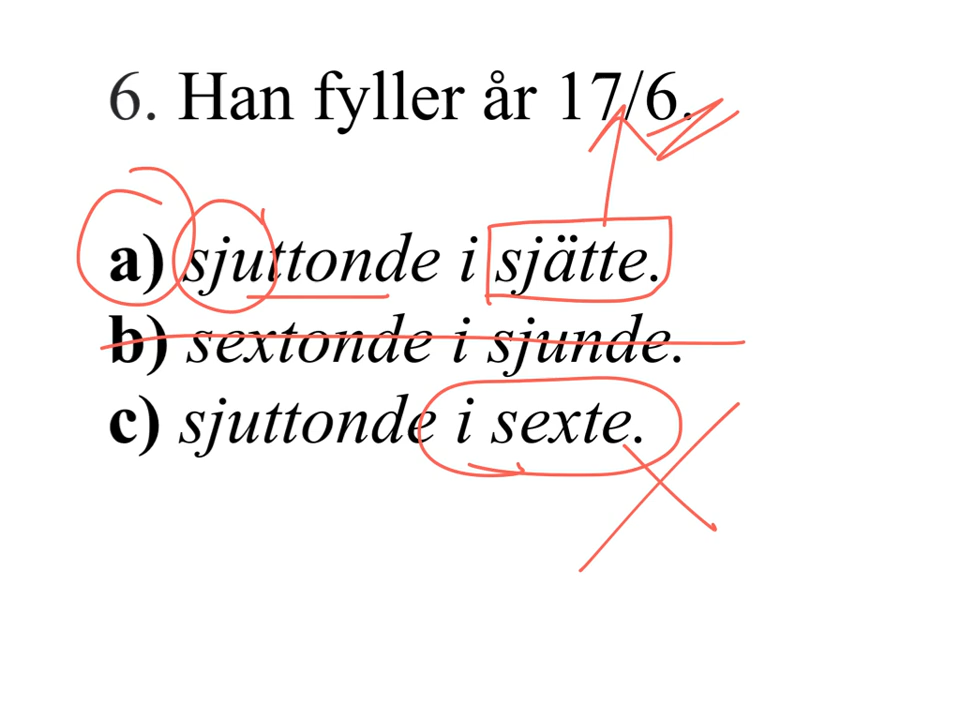 6. Han fyller år 17/6.
a) sjuttonde i sjätte.
b) sextonde i sjunde.
c) sjuttonde i sexte.